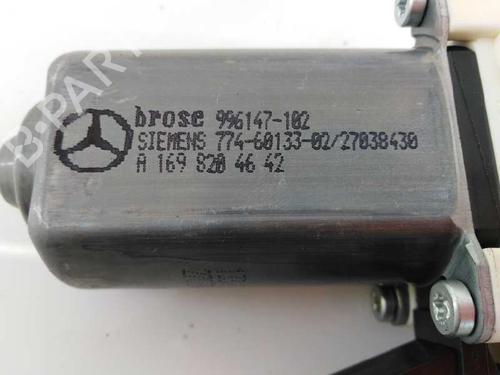 brose 996147-102
SIEMENS 774-60133-02/27038430
A 169 820 46 42